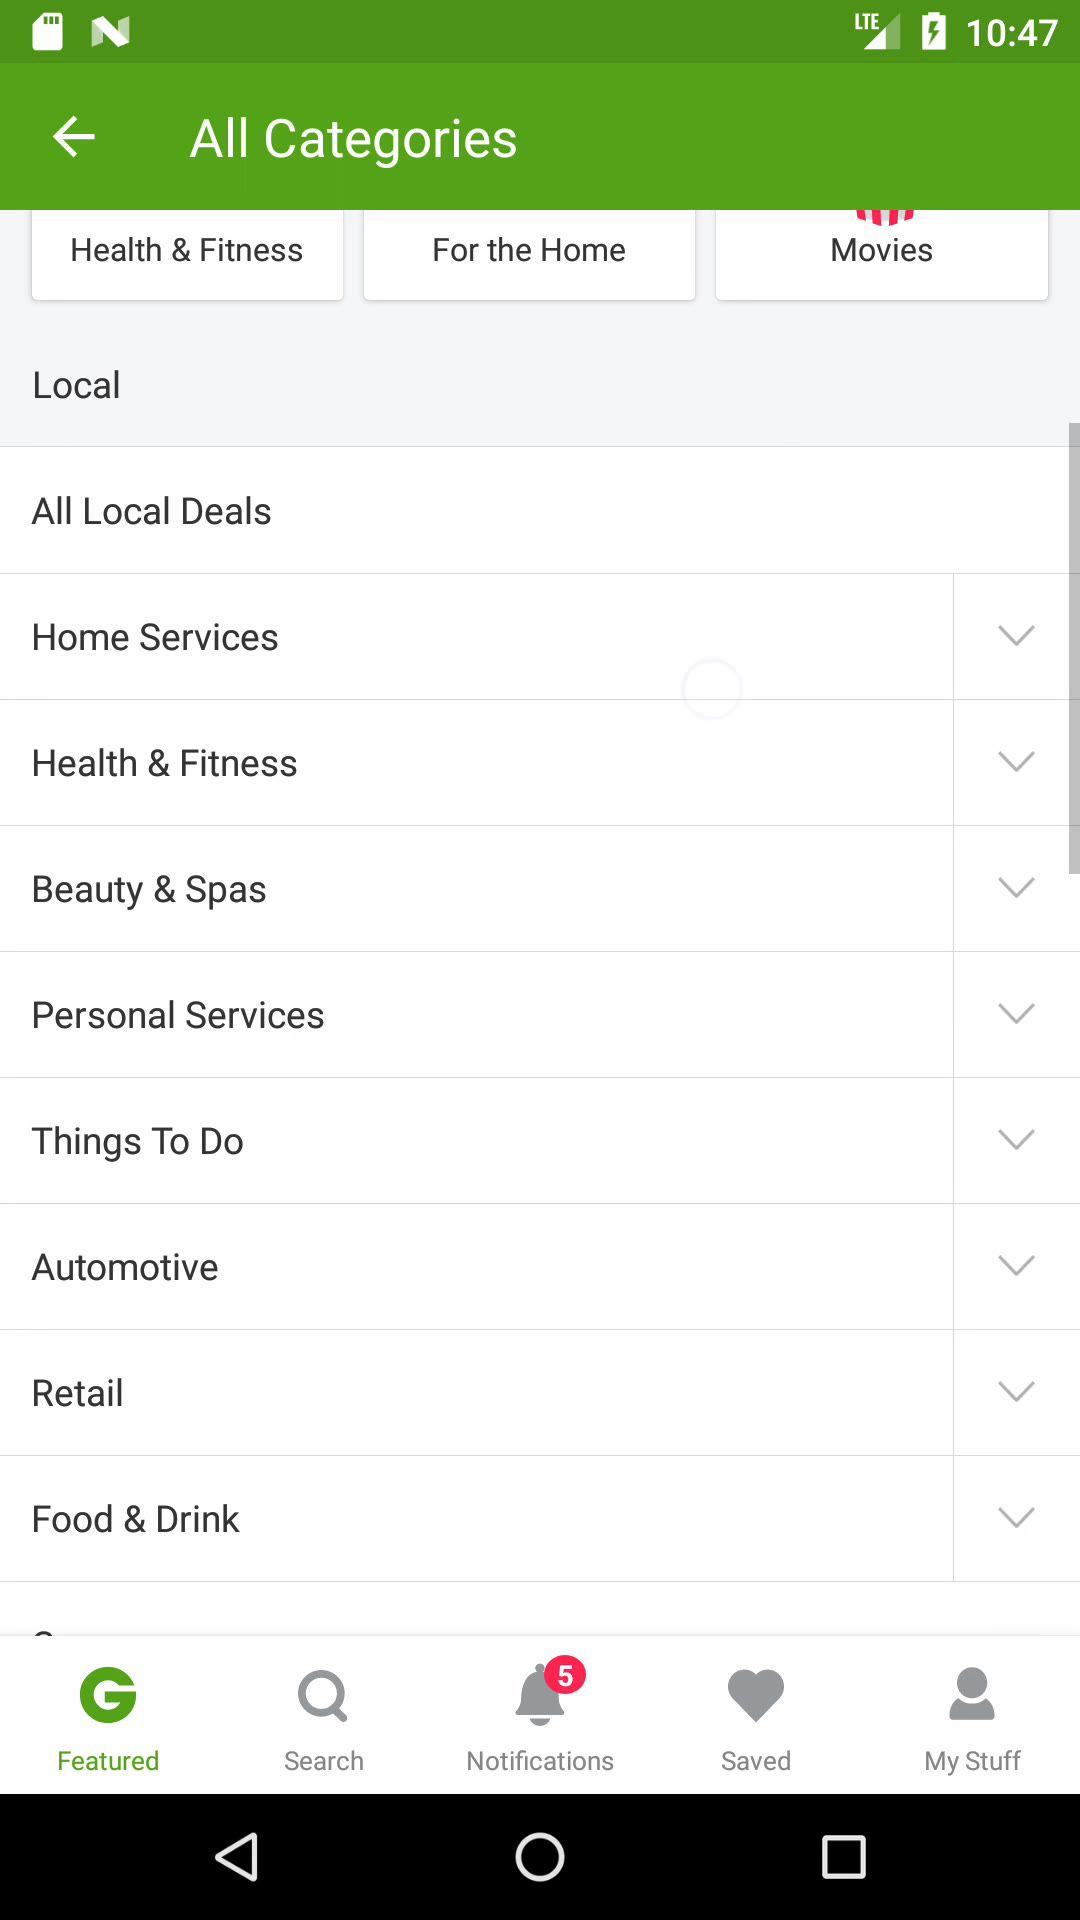 LTE 10:47
All Categories
Health & Fitness
For the Home
Movies
Local
All Local Deals
Home Services
Health & Fitness
Beauty & Spas
Personal Services
Things To Do
Automotive
Retail
Food & Drink
5
Featured
Search
Notifications
Saved
My Stuff